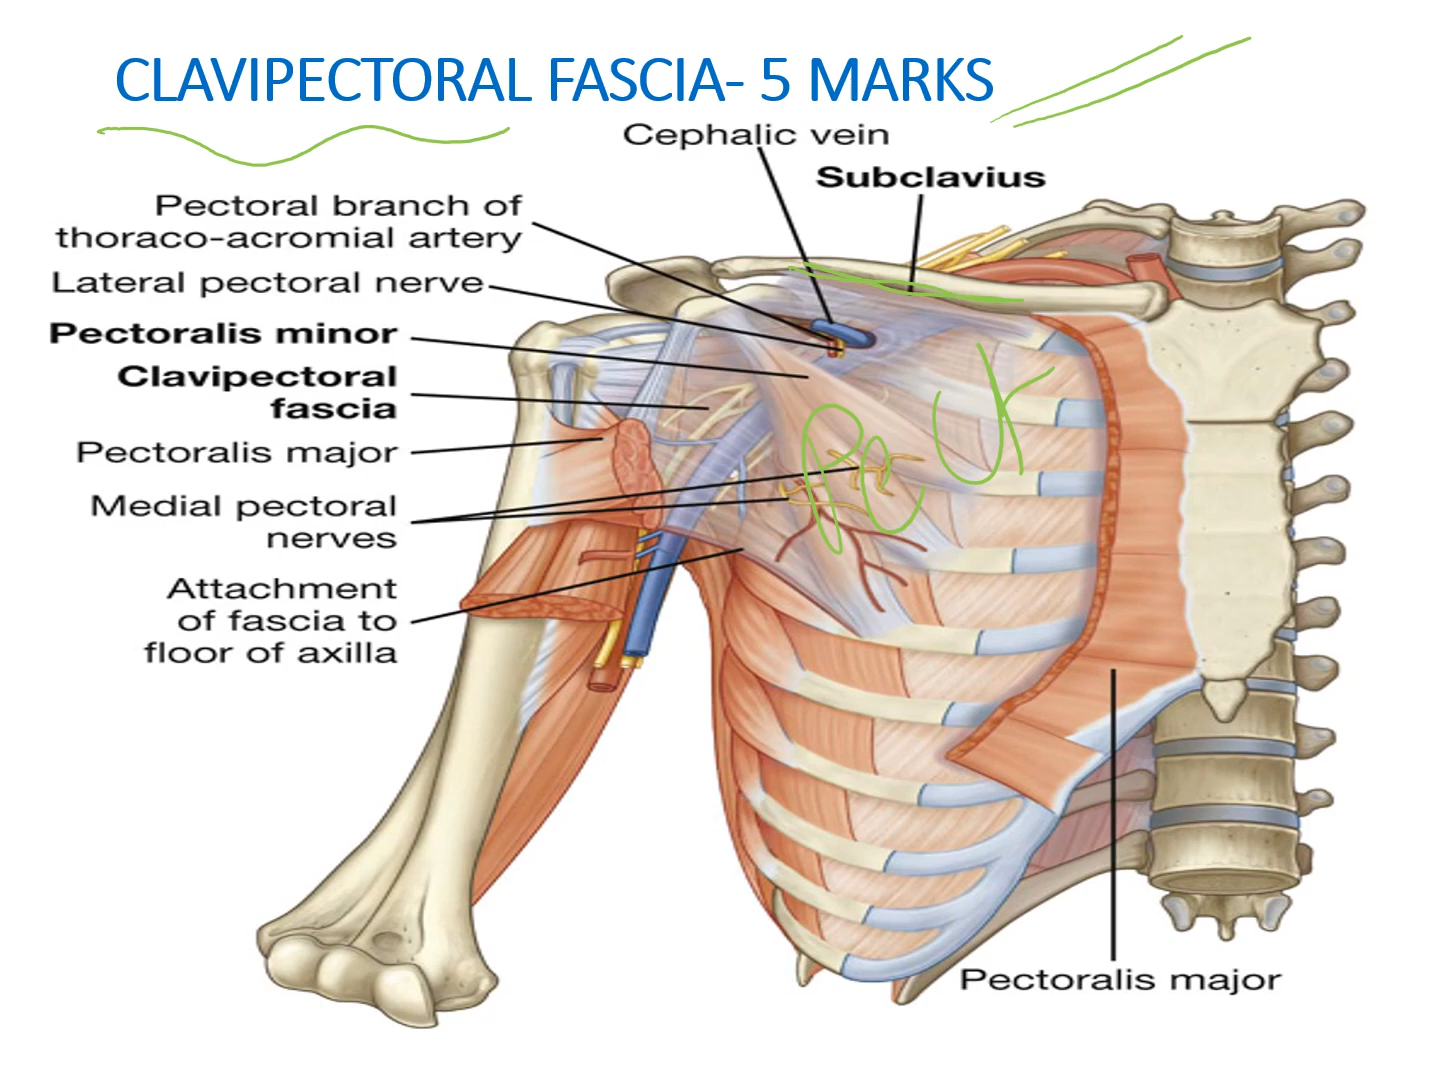 CLAVIPECTORAL FASCIA- 5 MARKS
Cephalic vein
Subclavius
Pectoral branch of
thoraco-acromial artery
Lateral pectoral nerve
Pectoralis minor
Clavipectoral
fascia
Pectoralis major
Medial pectoral
nerves
Attachment
of fascia to
floor of axilla
Pectoralis major